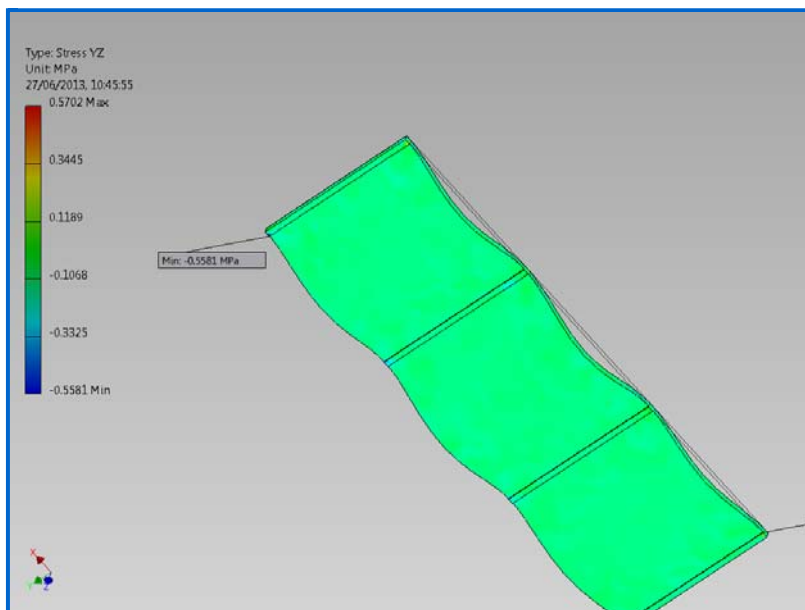 Type: Stress YZ
Unit: MPa
27/06/2013, 10:45:55
0.5702 Max
0.3445
0.1189
-0.1068
-0.3325
-0.5581 Min
Min: -0.5581 MPa
X
Y
Z